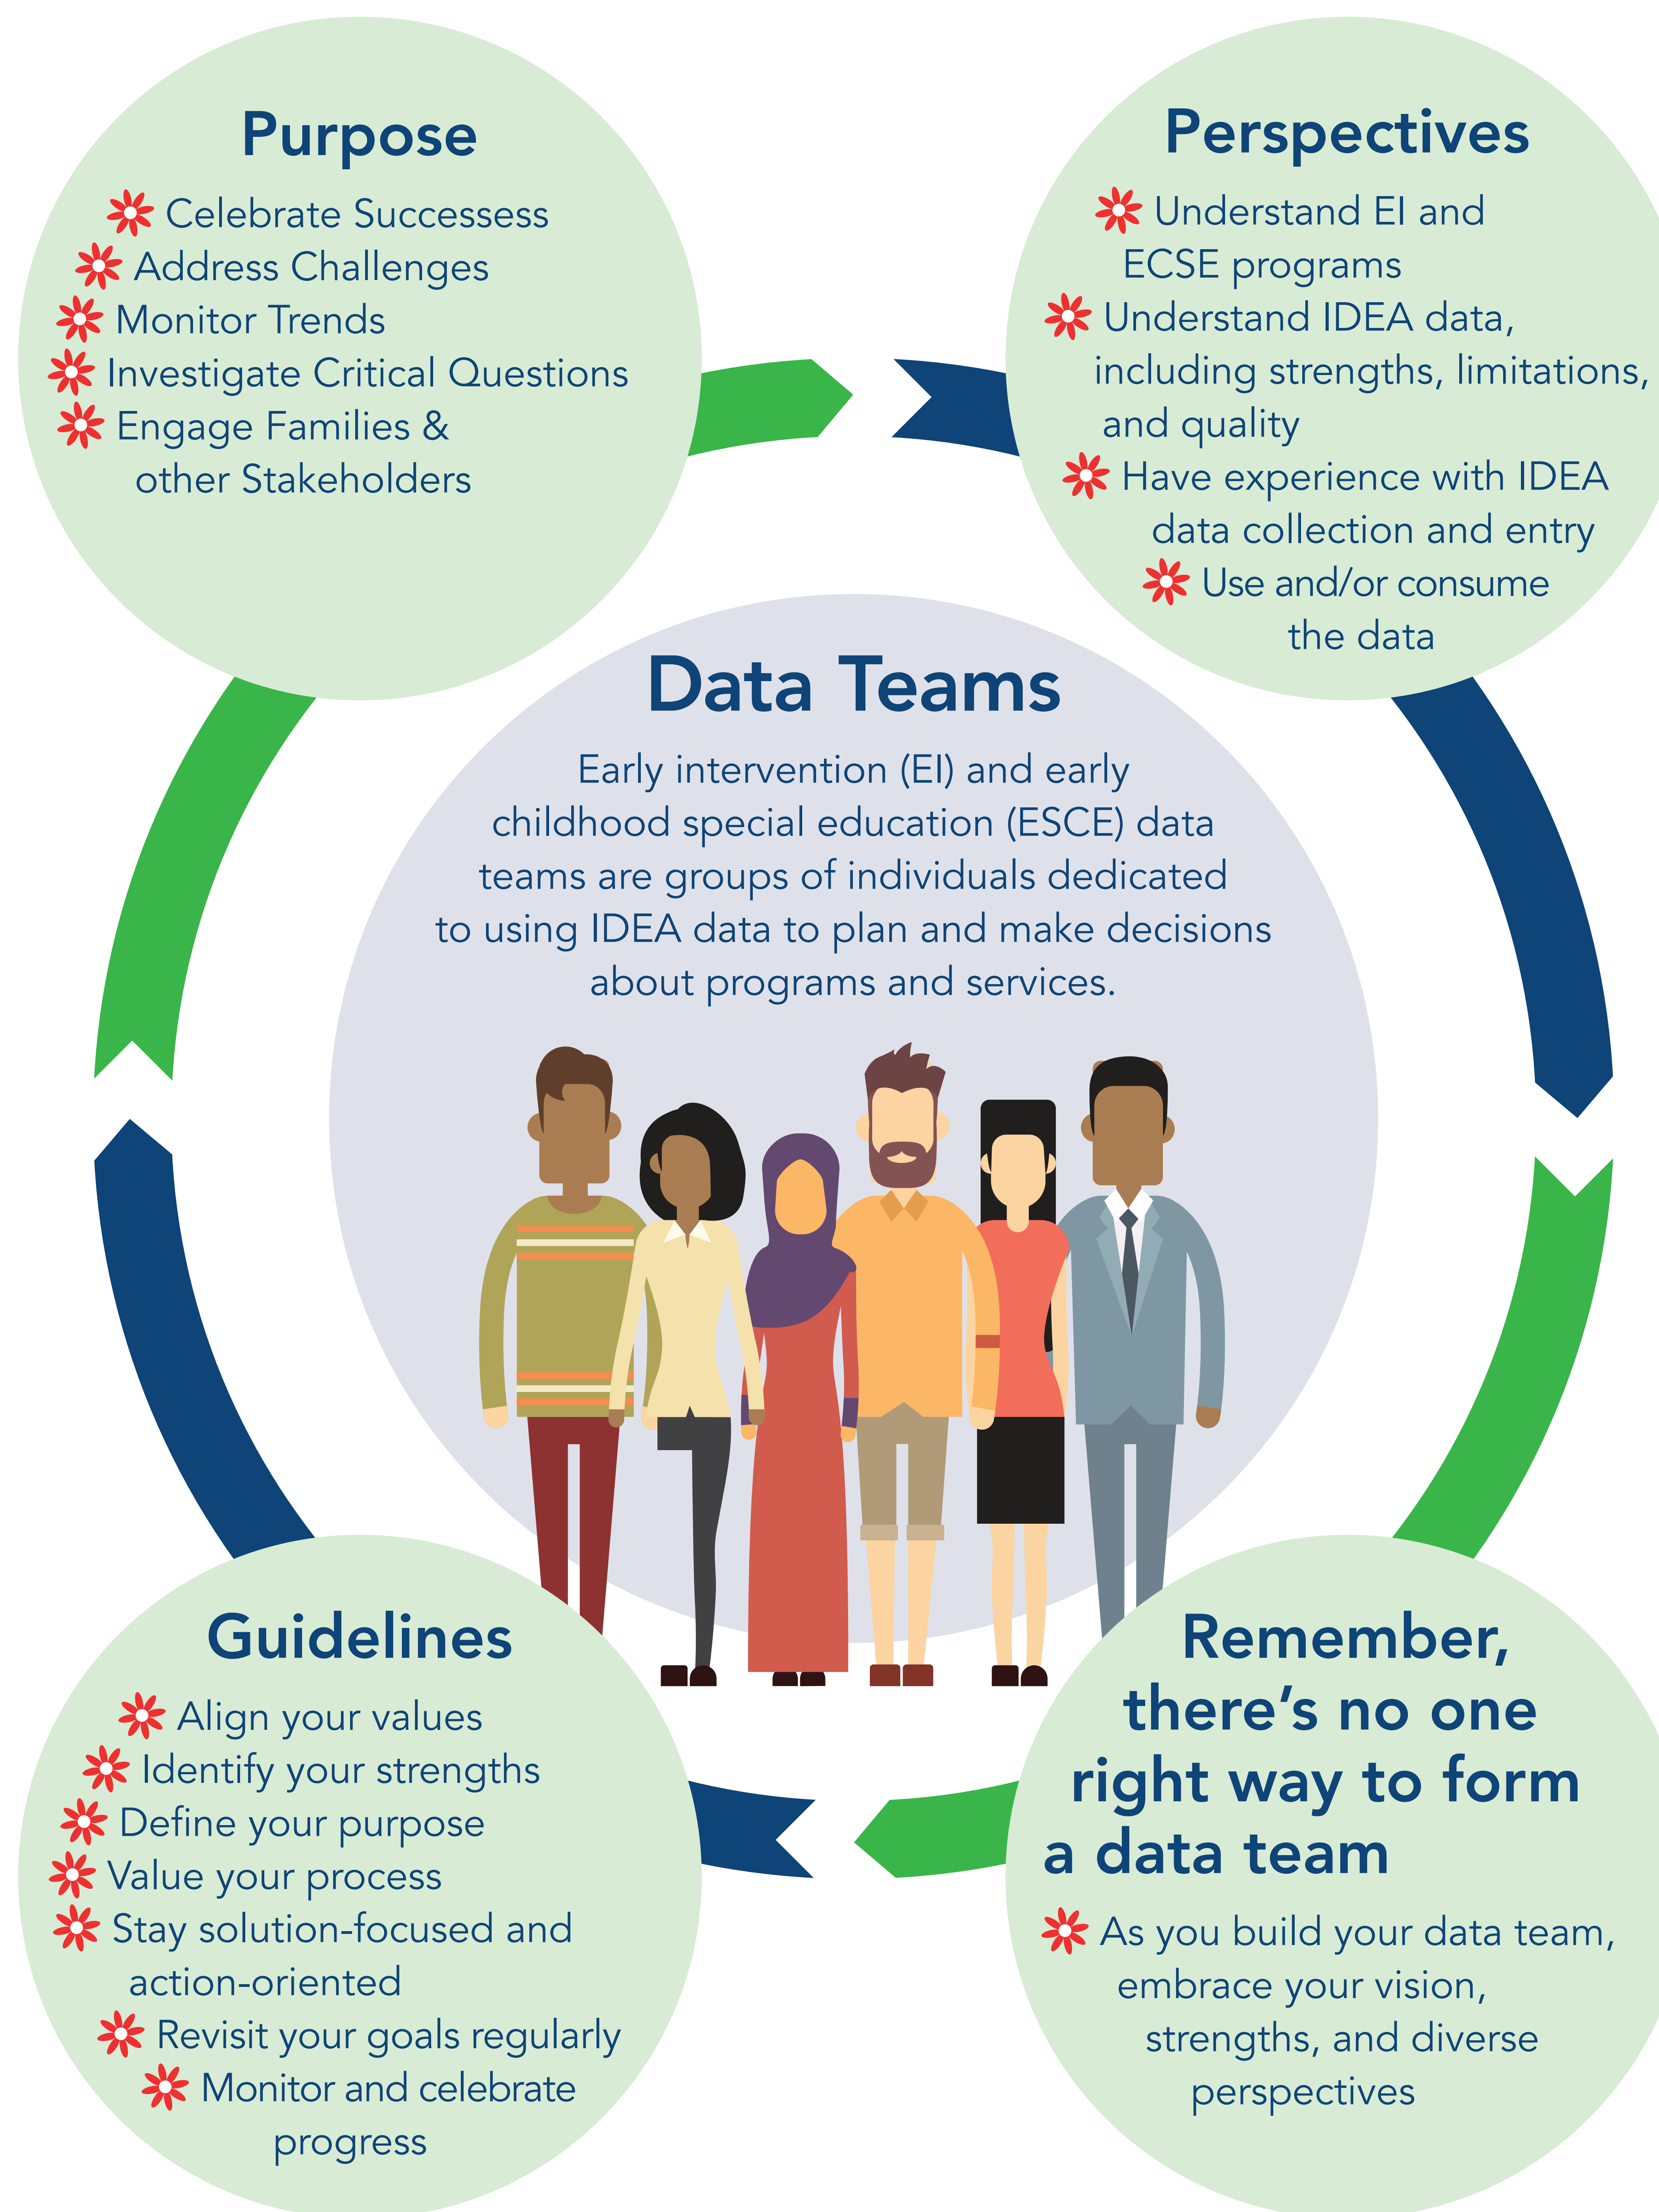 Purpose
Celebrate Successess
Address Challenges
Monitor Trends
Investigate Critical Questions
Engage Families &
other Stakeholders
Perspectives
Understand EI and
ECSE programs
Understand IDEA data,
including strengths, limitations,
and quality
Have experience with IDEA
data collection and entry
Use and/or consume
the data
Data Teams
Early intervention (EI) and early
childhood special education (ESCE) data
teams are groups of individuals dedicated
to using IDEA data to plan and make decisions
about programs and services.
Guidelines
Align your values
Identify your strengths
Define your purpose
Value your process
Stay solution-focused and
action-oriented
Revisit your goals regularly
Monitor and celebrate
progress
Remember,
there's no one
right way to form
a data team
As you build your data team,
embrace your vision,
strengths, and diverse
perspectives